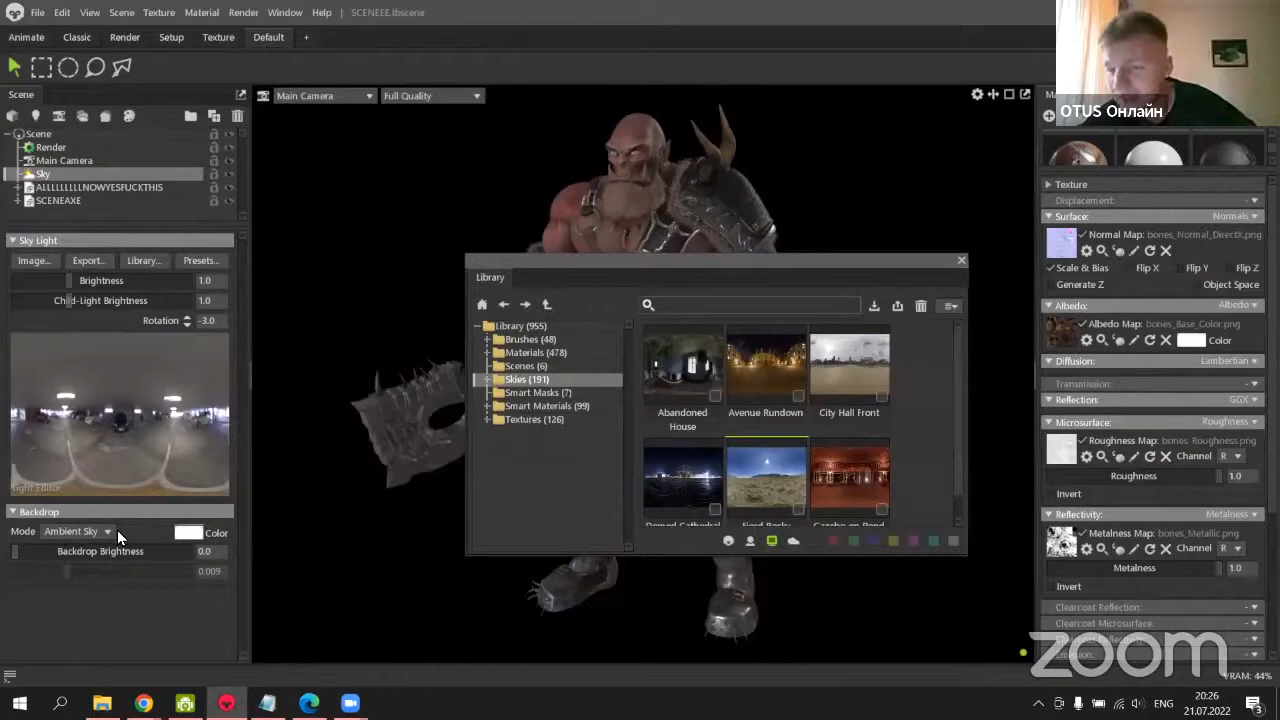 File Edit View Scene Texture Material Render Window Help SCENEEE.tbscene
Animate Classic Render Setup Texture Default +
OTUS Онлайн
Scene
Main Camera Full Quality
Scene
Render
Main Camera
Sky
ALLLLLLLLNOWYESFUCKTHIS
SCENEAXE
Sky Light
Image... Export... Library... Presets...
Brightness 1.0
Child-Light Brightness 1.0
Rotation -3.0
Light Editor
Backdrop
Mode Ambient Sky Color
Backdrop Brightness 0.0
0.009
Library
Library (955)
Brushes (48)
Materials (478)
Scenes (6)
Skies (191)
Smart Masks (7)
Smart Materials (99)
Textures (126)
Abandoned House
Avenue Rundown
City Hall Front
Texture
Displacement:
Surface: Normals
Normal Map: bones_Normal_DirectX.png
Scale & Bias Flip X Flip Y Flip Z
Generate Z Object Space
Albedo: Albedo
Albedo Map: bones_Base_Color.png
Color
Diffusion: Lambertian
Transmission:
Reflection: GGX
Microsurface: Roughness
Roughness Map: bones_Roughness.png
Channel R
Roughness 1.0
Invert
Reflectivity: Metalness
Metalness Map: bones_Metallic.png
Channel R
Metalness 1.0
Invert
Clearcoat Reflection:
Clearcoat Microsurface:
Clearcoat Reflectivity:
Emission:
zoom
VRAM: 44%
ENG
20:26
21.07.2022
3